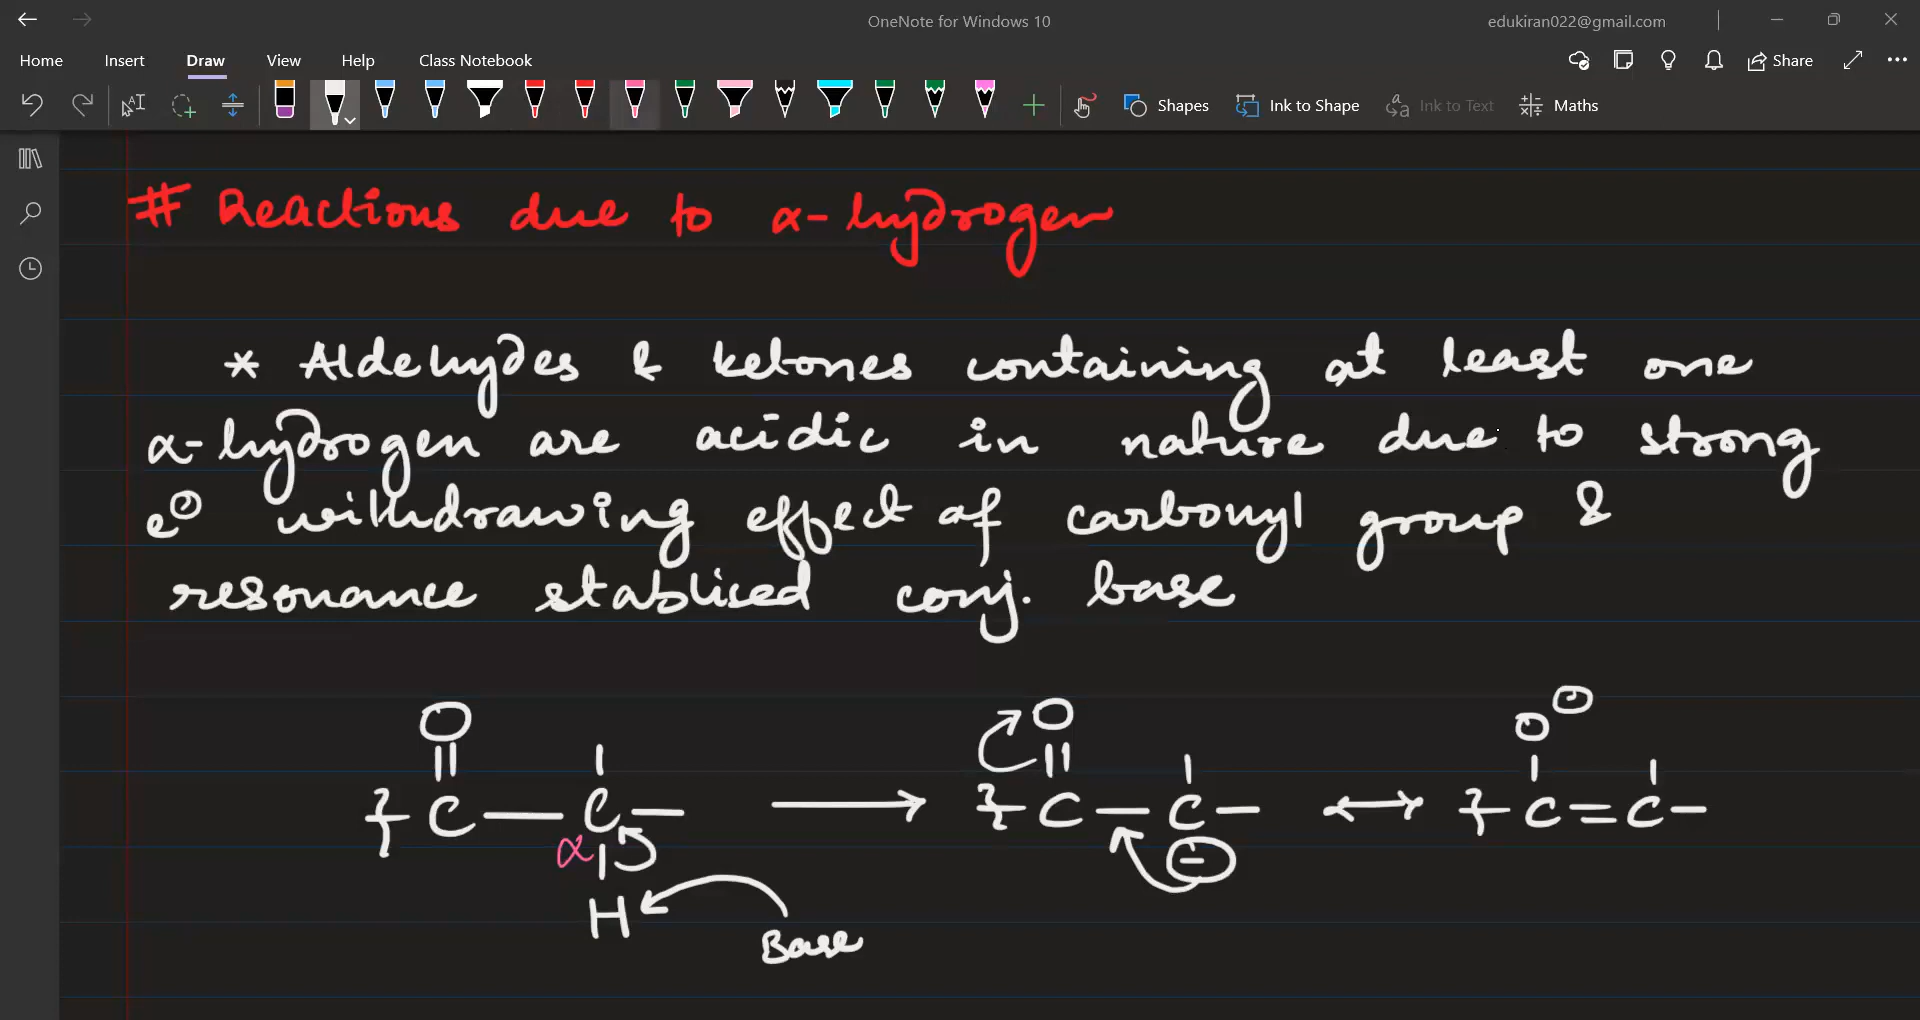 OneNote for Windows 10
edukiran022@gmail.com
Home Insert Draw View Help Class Notebook Share
Shapes Ink to Shape Ink to Text Maths
# Reactions due to α-hydrogen
* Aldehydes & ketones containing at least one
α-hydrogen are acidic in nature due to strong
e⊖ withdrawing effect of carbonyl group &
resonance stablised conj. base
O O O⊖
C — C — → C — C — ↔ C = C —
α ⊖
H
Base